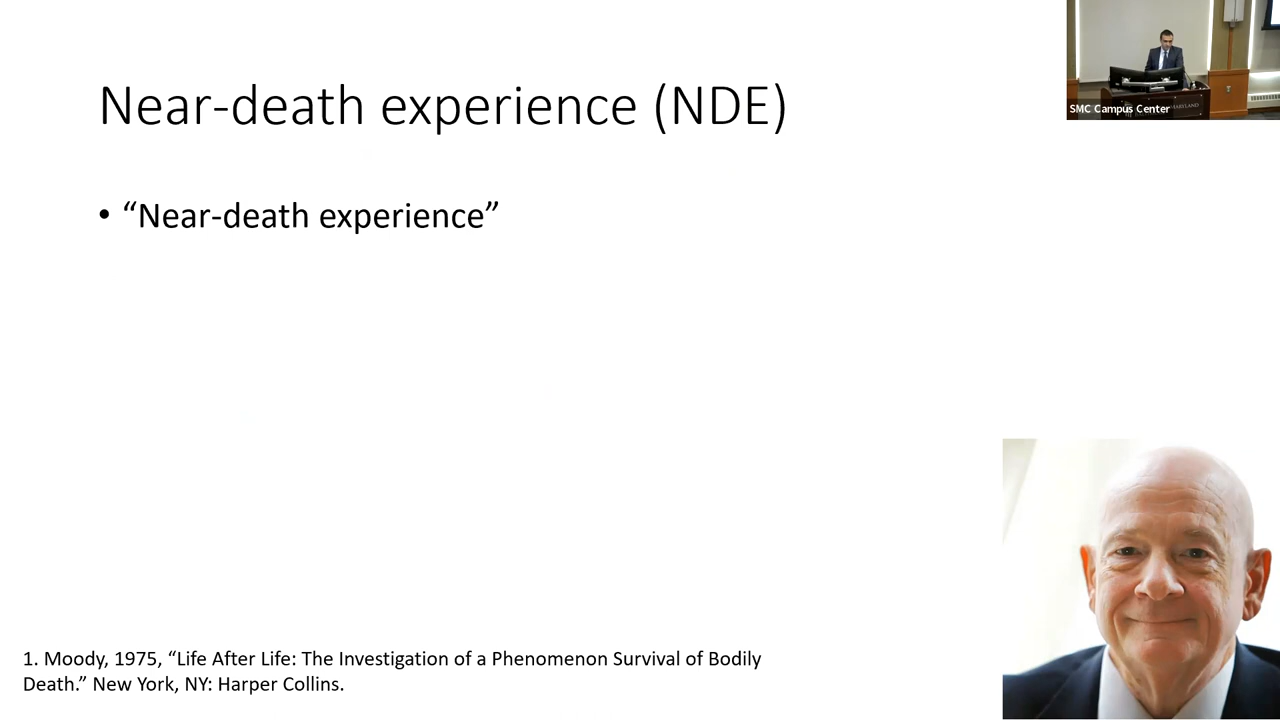 Near-death experience (NDE)
• “Near-death experience”
SMC Campus Center
MARYLAND
1. Moody, 1975, “Life After Life: The Investigation of a Phenomenon Survival of Bodily
Death.” New York, NY: Harper Collins.